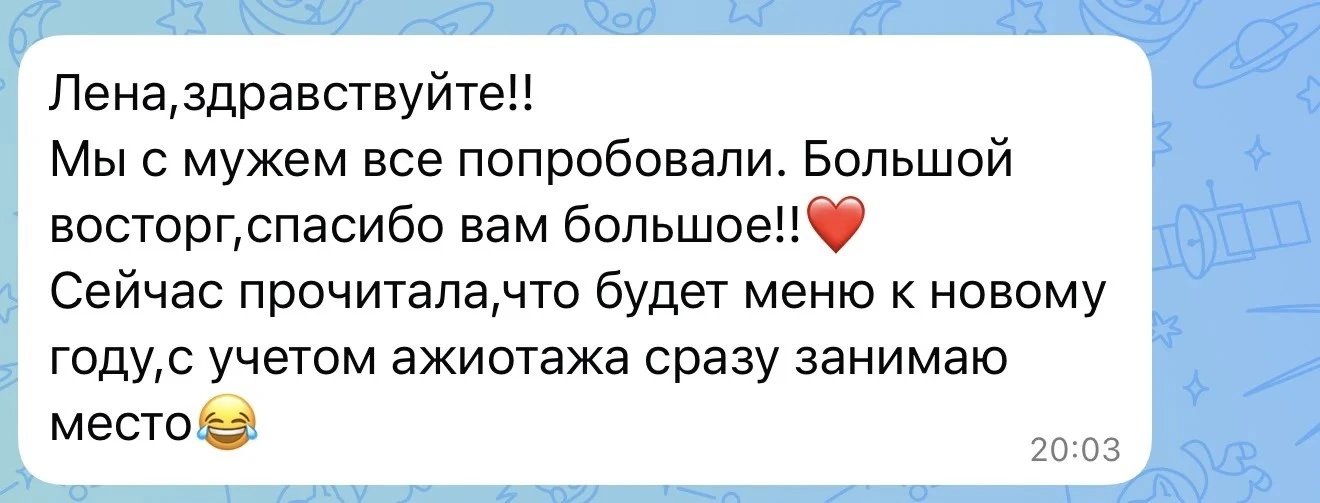 Лена,здравствуйте!!
Мы с мужем все попробовали. Большой
восторг,спасибо вам большое!!❤️
Сейчас прочитала,что будет меню к новому
году,с учетом ажиотажа сразу занимаю
место😂
20:03